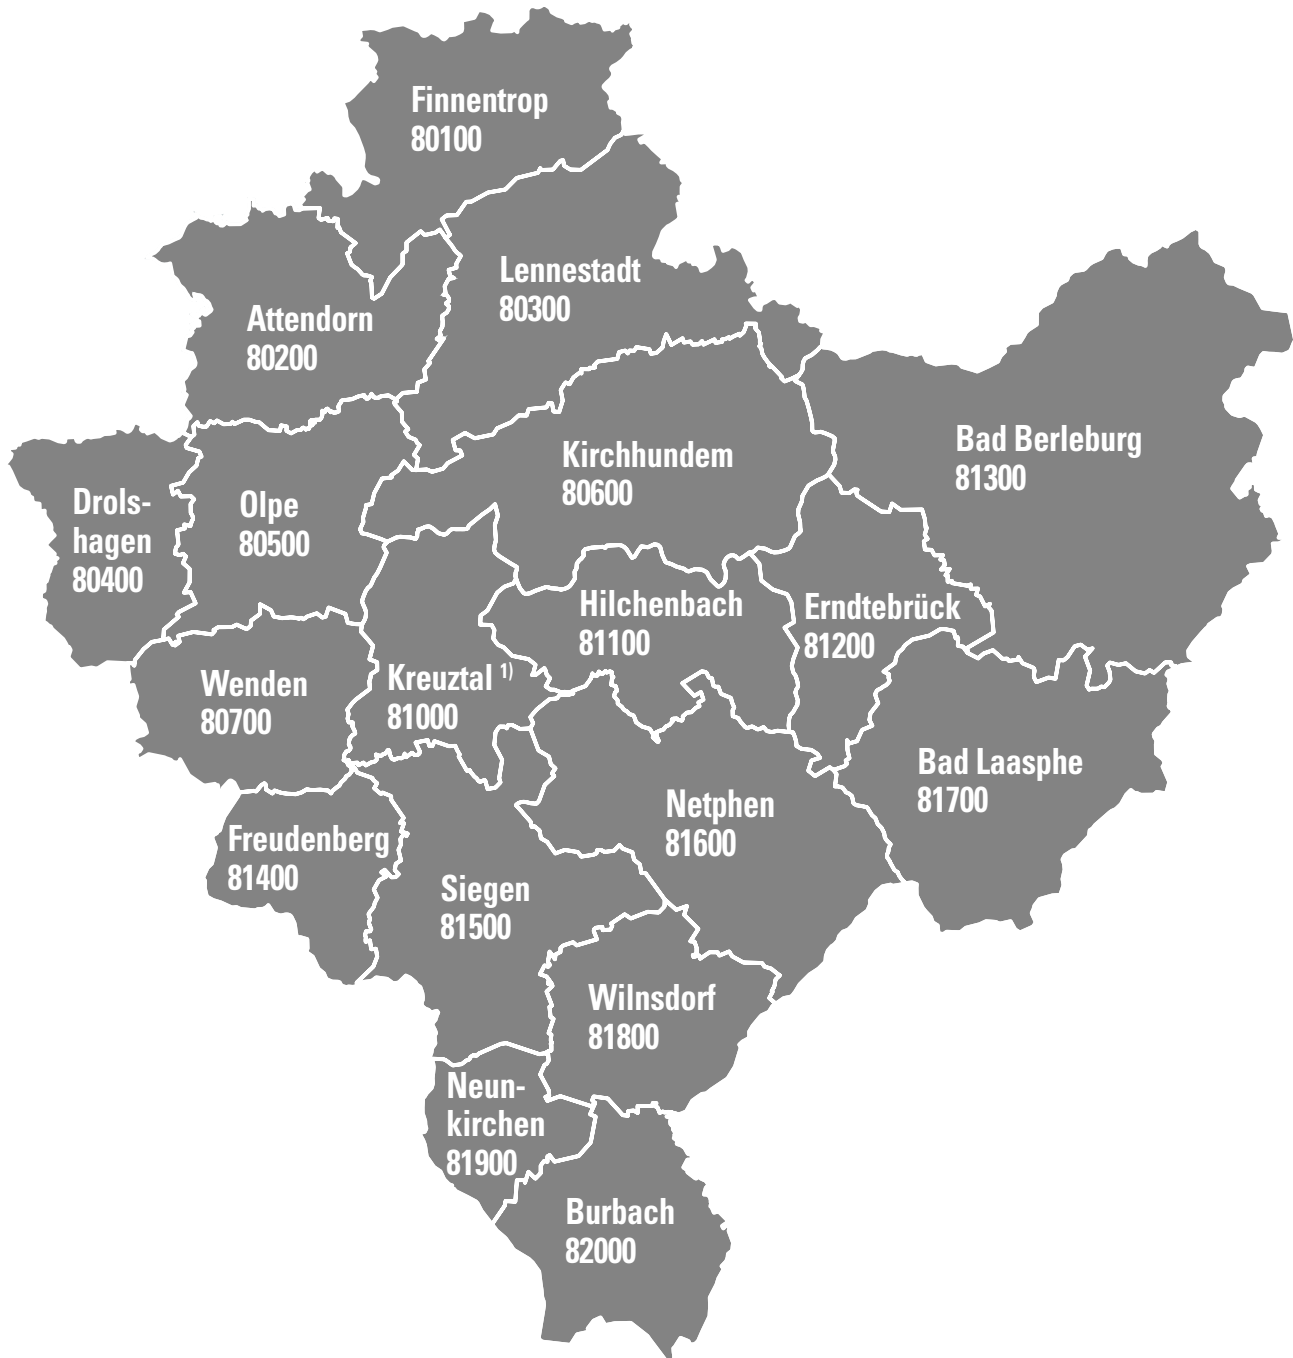 Finnentrop
80100
Lennestadt
80300
Attendorn
80200
Bad Berleburg
81300
Kirchhundem
80600
Drols-
hagen
80400
Olpe
80500
Hilchenbach
81100
Erndtebrück
81200
Wenden
80700
Kreuztal 1)
81000
Bad Laasphe
81700
Netphen
81600
Freudenberg
81400
Siegen
81500
Wilnsdorf
81800
Neun-
kirchen
81900
Burbach
82000